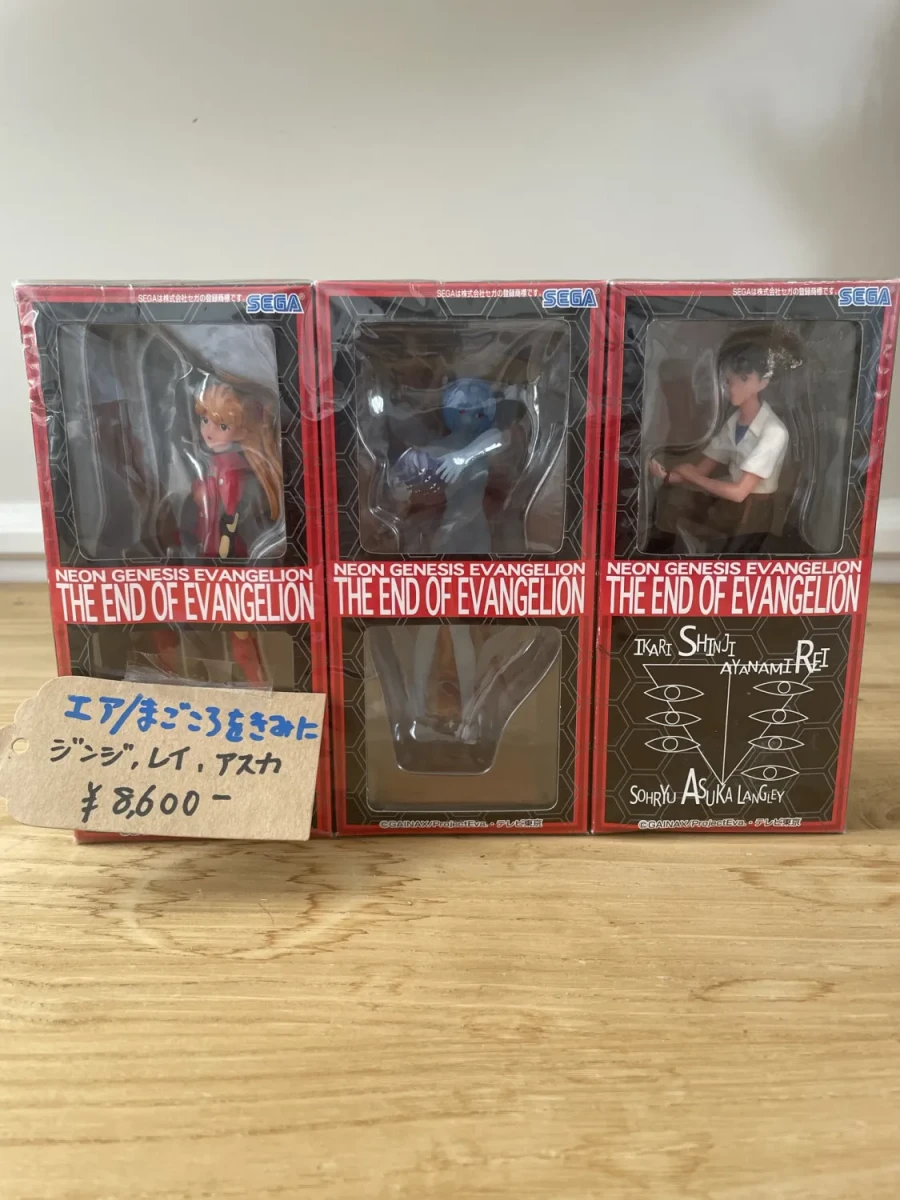 SEGAは株式会社セガの登録商標です。 SEGA
NEON GENESIS EVANGELION
THE END OF EVANGELION
SEGAは株式会社セガの登録商標です。 SEGA
NEON GENESIS EVANGELION
THE END OF EVANGELION
©GAINAX/ProjectEva.・テレビ東京
SEGAは株式会社セガの登録商標です。 SEGA
NEON GENESIS EVANGELION
THE END OF EVANGELION
IKARI SHINJI
AYANAMI REI
SOHRYU ASUKA LANGLEY
©GAINAX/ProjectEva.・テレビ東京
エア/まごころをきみに
ジンジ,レイ,アスカ
¥8,600-